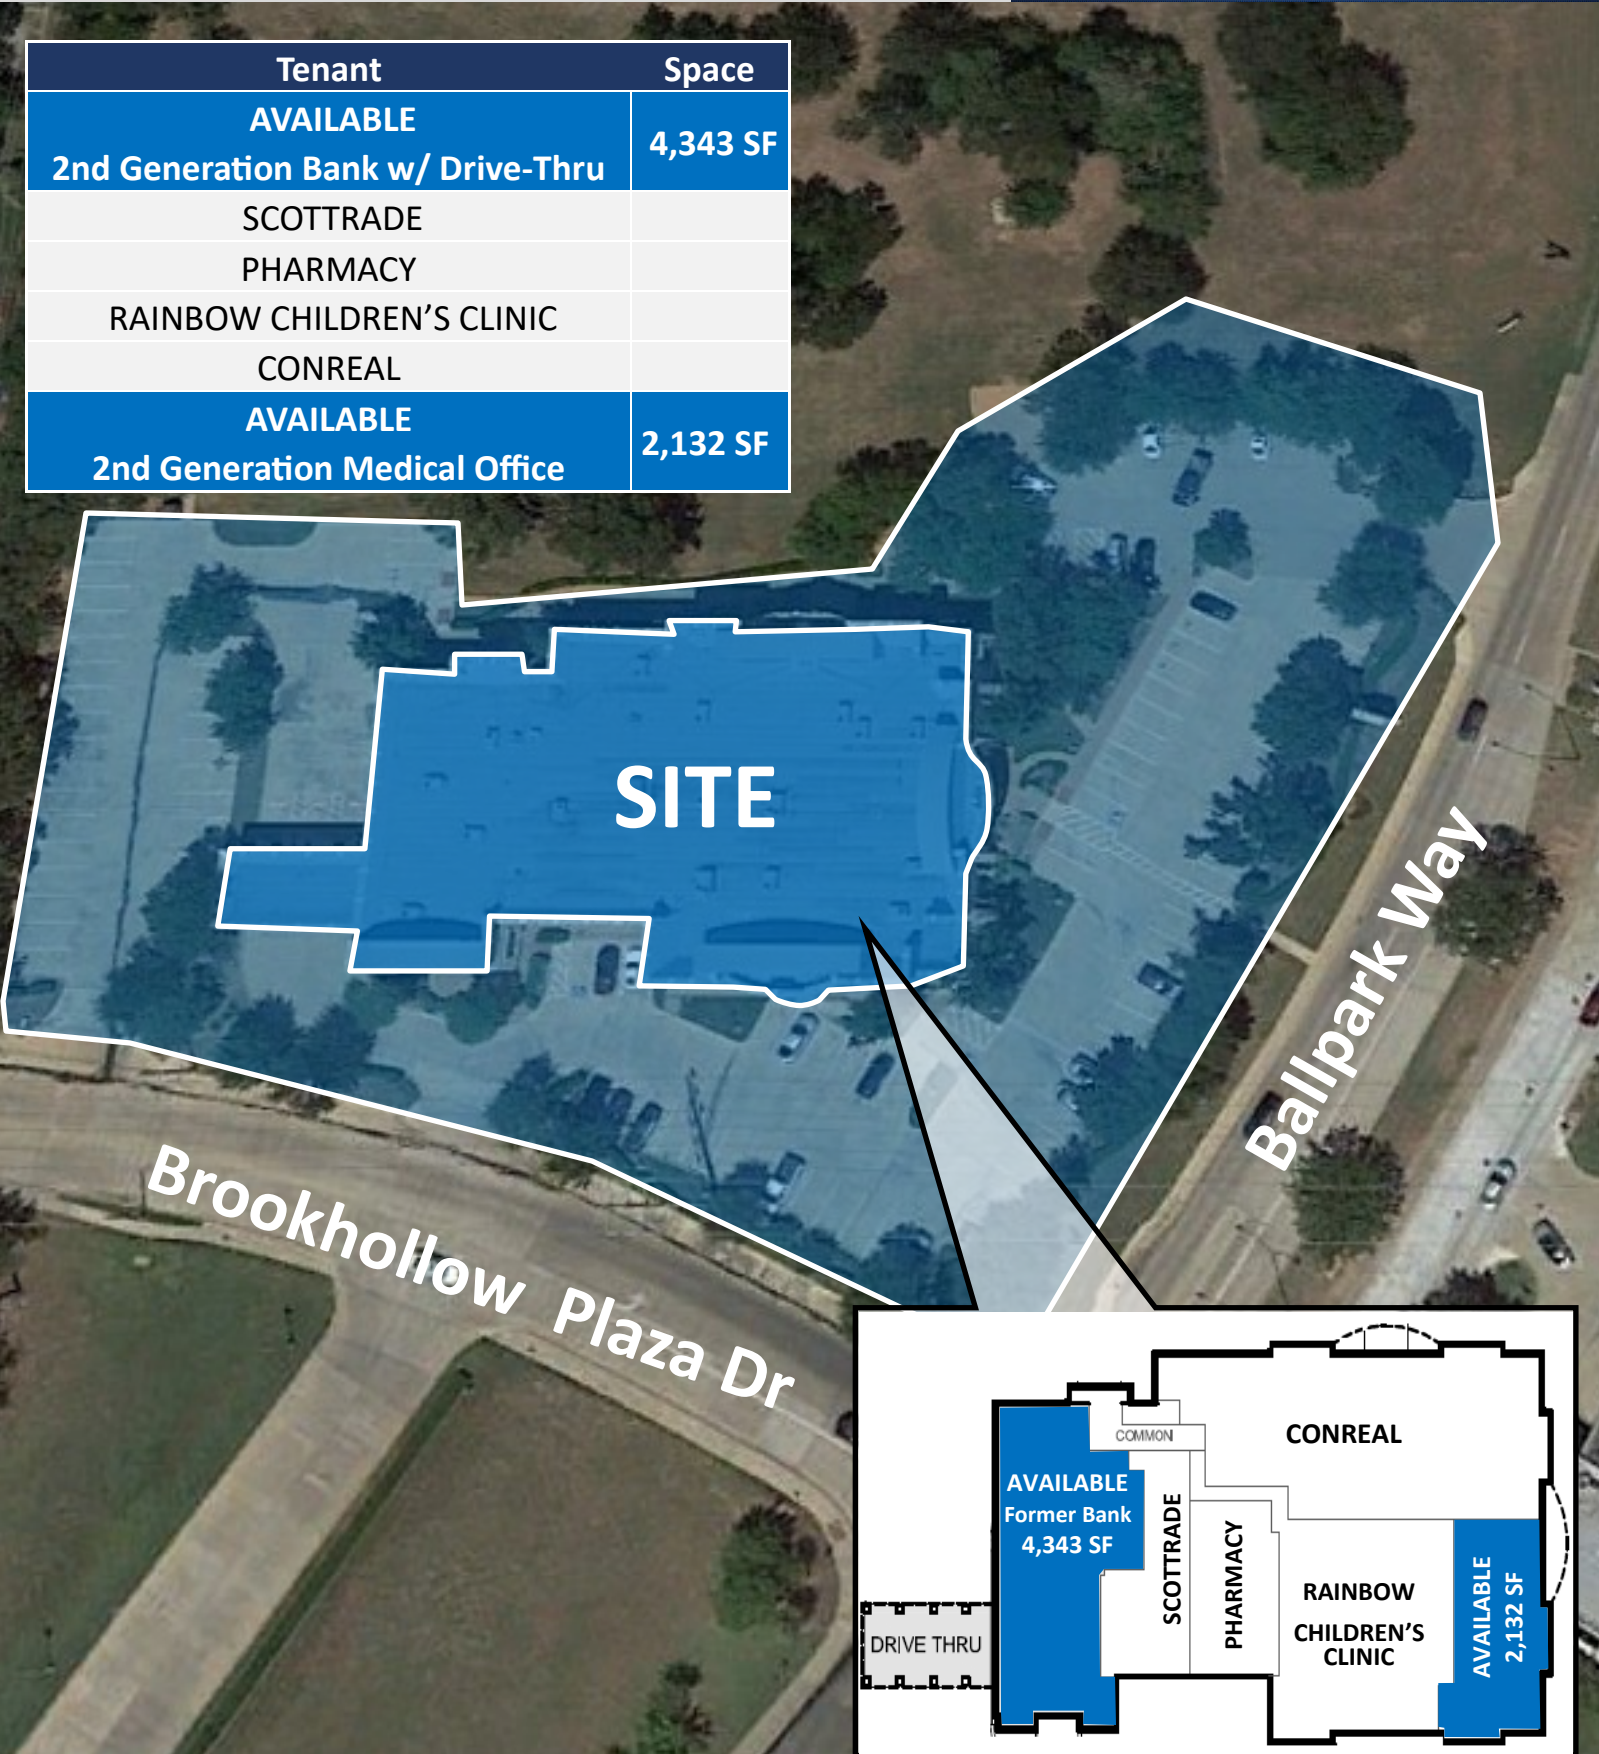 Tenant Space
AVAILABLE
2nd Generation Bank w/ Drive-Thru
4,343 SF
SCOTTRADE
PHARMACY
RAINBOW CHILDREN’S CLINIC
CONREAL
AVAILABLE
2nd Generation Medical Office
2,132 SF
SITE
Ballpark Way
Brookhollow Plaza Dr
COMMON
CONREAL
AVAILABLE
Former Bank
4,343 SF
SCOTTRADE
PHARMACY
RAINBOW
CHILDREN’S
CLINIC
AVAILABLE
2,132 SF
DRIVE THRU